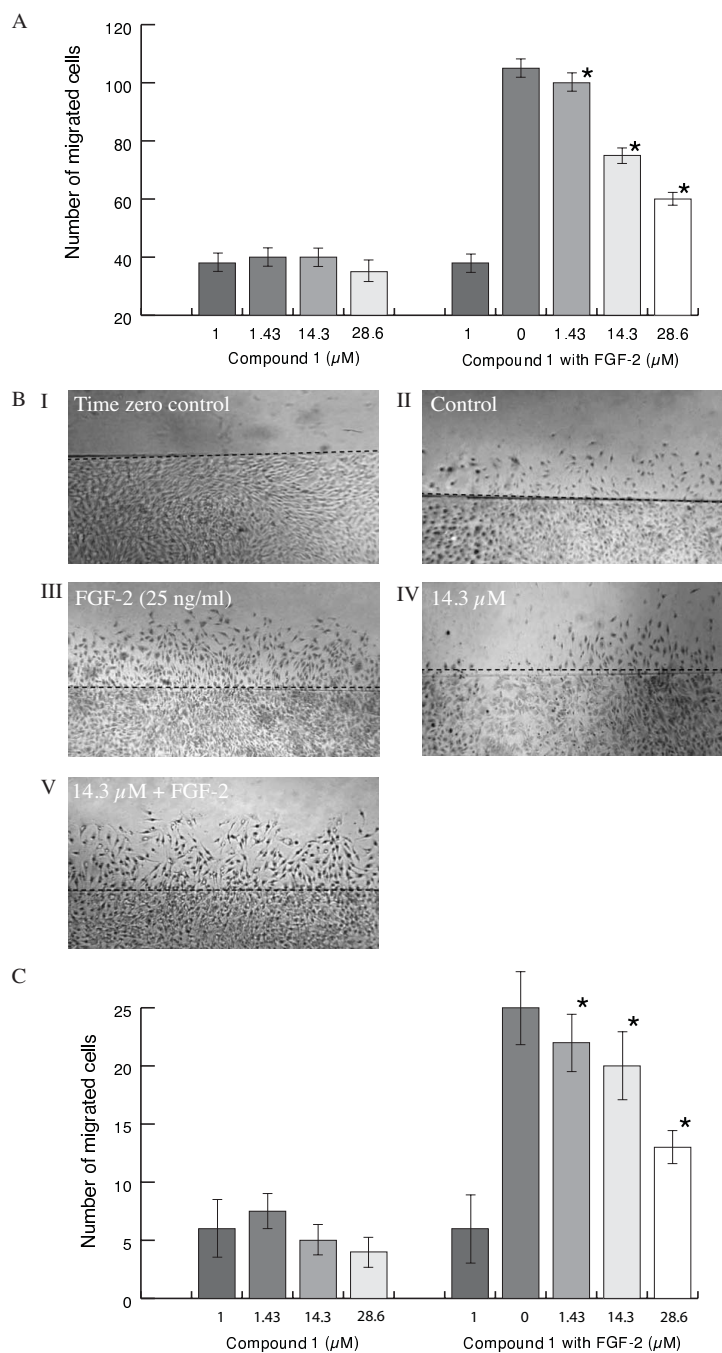 A
Number of migrated cells
120
100
80
60
40
20
* * *
1 1.43 14.3 28.6 1 0 1.43 14.3 28.6
Compound 1 (µM) Compound 1 with FGF-2 (µM)
B I Time zero control II Control
III FGF-2 (25 ng/ml) IV 14.3 µM
V 14.3 µM + FGF-2
C
Number of migrated cells
25
20
15
10
5
0
* * *
1 1.43 14.3 28.6 1 0 1.43 14.3 28.6
Compound 1 (µM) Compound 1 with FGF-2 (µM)